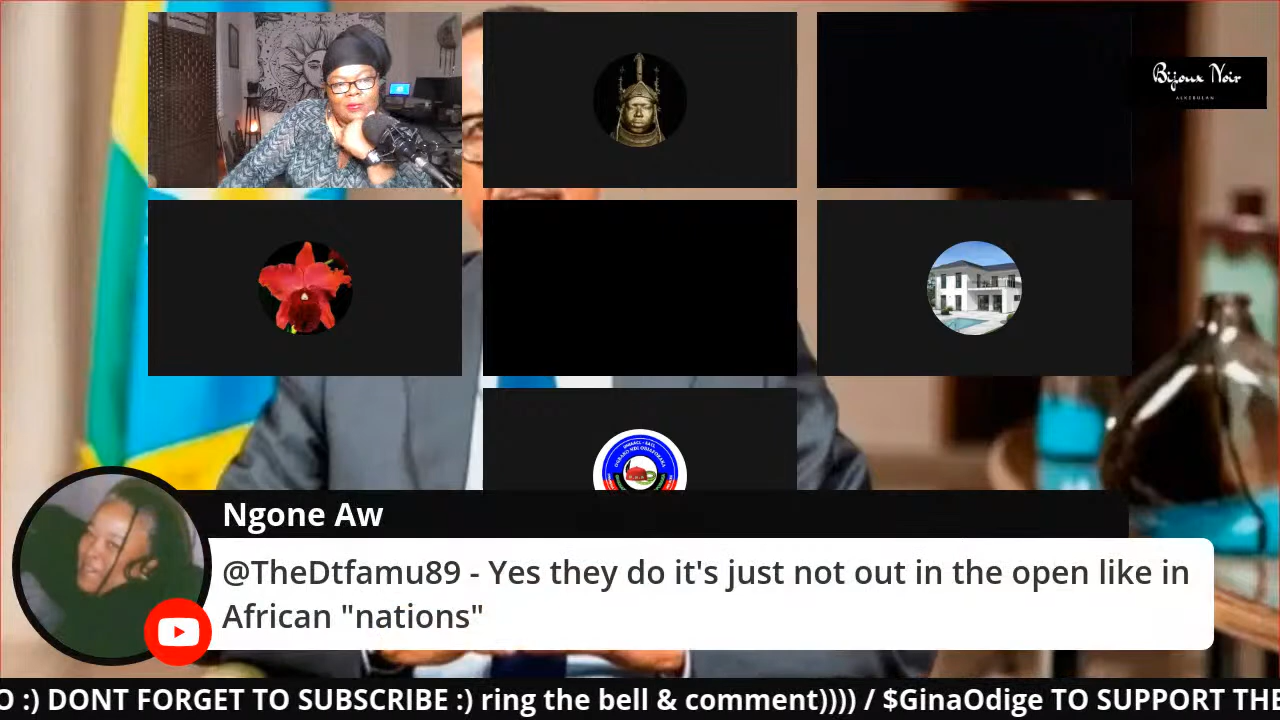 Bijoux Noir
ALKEBULAN
Ngone Aw
@TheDtfamu89 - Yes they do it's just not out in the open like in
African "nations"
O :) DONT FORGET TO SUBSCRIBE :) ring the bell & comment)))) / $GinaOdige TO SUPPORT THE